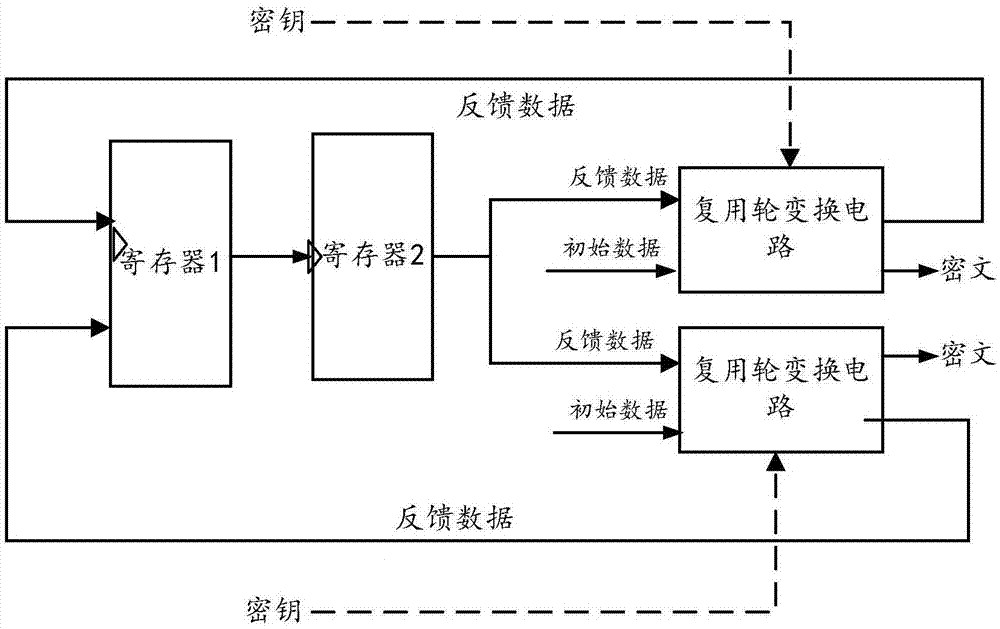 密钥
反馈数据
反馈数据
复用轮变换电
路
寄存器1
寄存器2
初始数据
密文
反馈数据
复用轮变换电
路
密文
初始数据
反馈数据
密钥